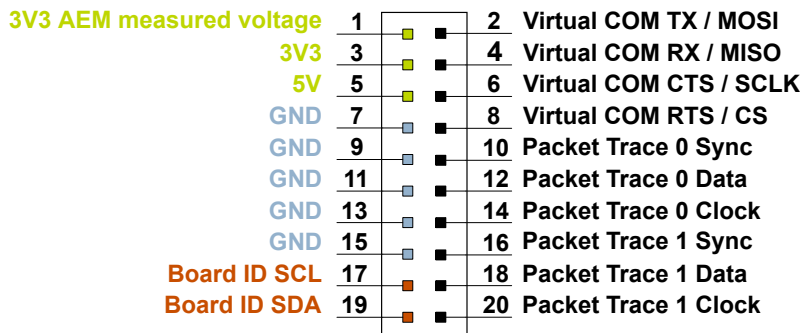 3V3 AEM measured voltage 1 2 Virtual COM TX / MOSI
3V3 3 4 Virtual COM RX / MISO
5V 5 6 Virtual COM CTS / SCLK
GND 7 8 Virtual COM RTS / CS
GND 9 10 Packet Trace 0 Sync
GND 11 12 Packet Trace 0 Data
GND 13 14 Packet Trace 0 Clock
GND 15 16 Packet Trace 1 Sync
Board ID SCL 17 18 Packet Trace 1 Data
Board ID SDA 19 20 Packet Trace 1 Clock